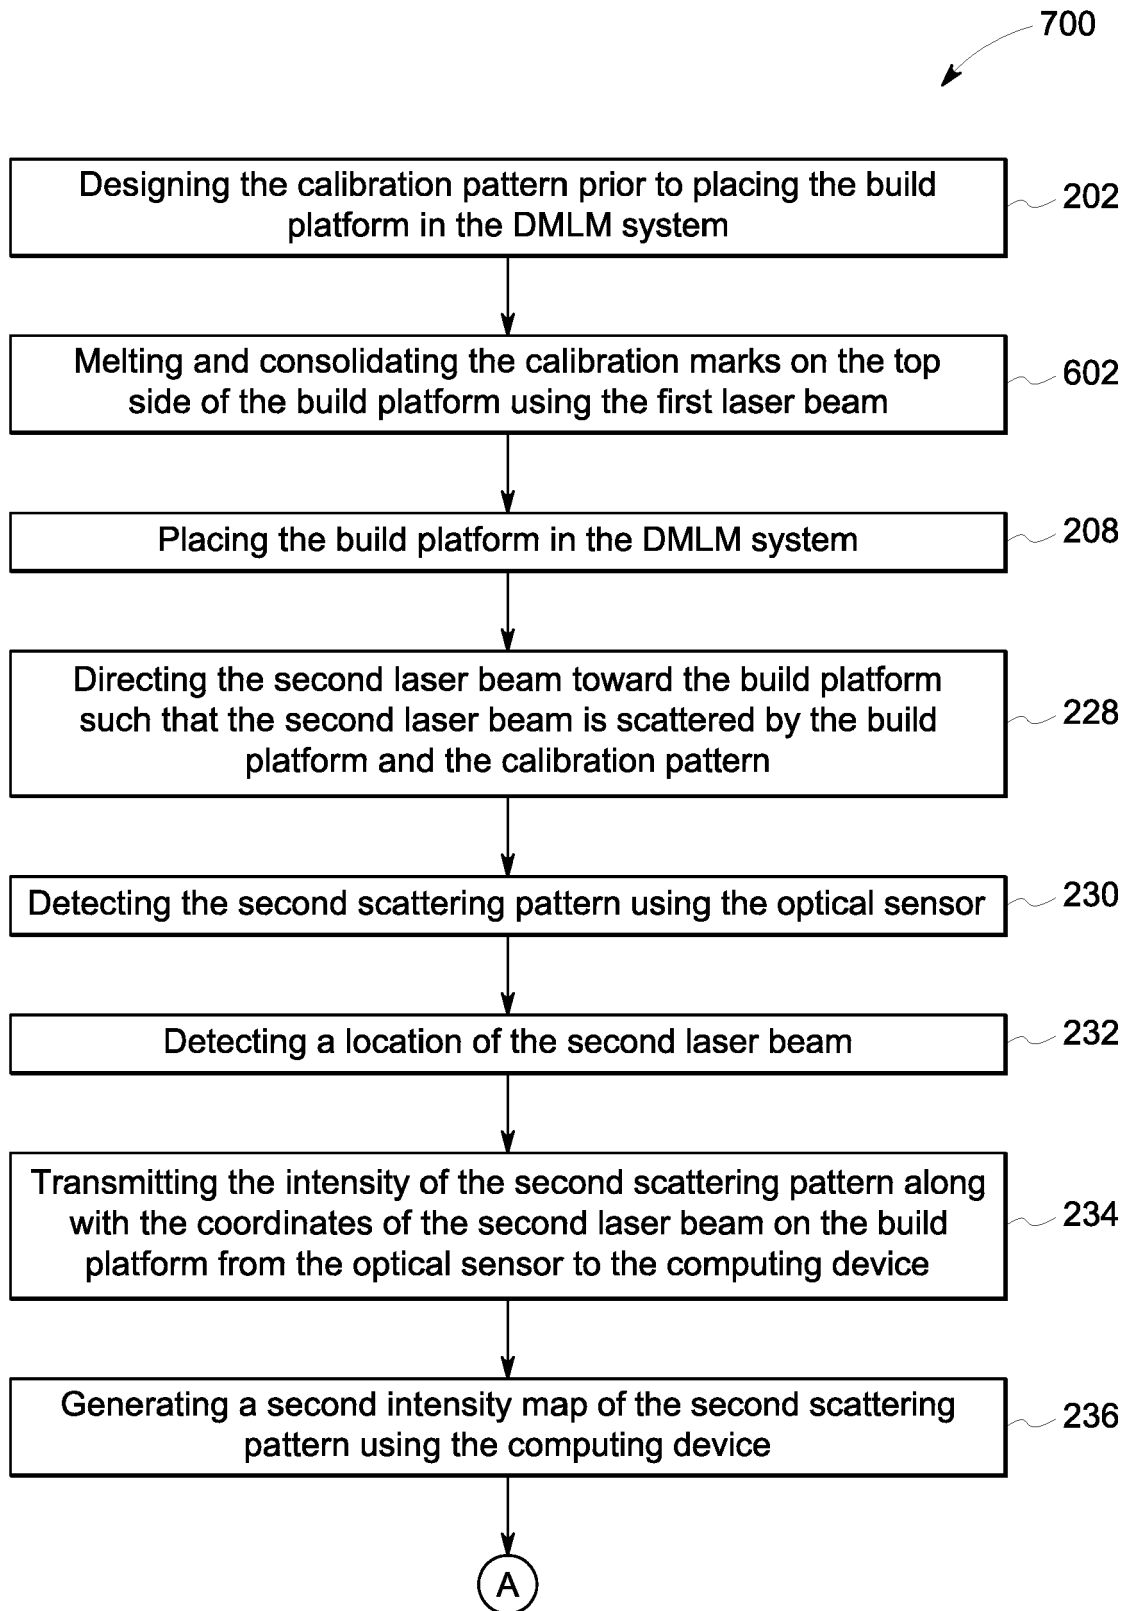 700
Designing the calibration pattern prior to placing the build
platform in the DMLM system
202
Melting and consolidating the calibration marks on the top
side of the build platform using the first laser beam
602
Placing the build platform in the DMLM system
208
Directing the second laser beam toward the build platform
such that the second laser beam is scattered by the build
platform and the calibration pattern
228
Detecting the second scattering pattern using the optical sensor
230
Detecting a location of the second laser beam
232
Transmitting the intensity of the second scattering pattern along
with the coordinates of the second laser beam on the build
platform from the optical sensor to the computing device
234
Generating a second intensity map of the second scattering
pattern using the computing device
236
A